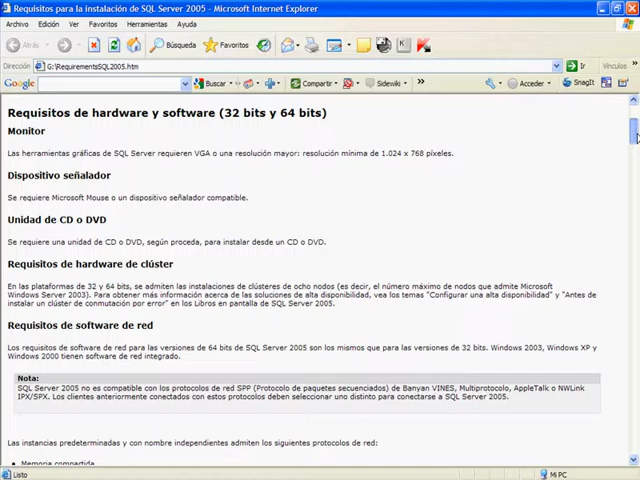 Requisitos para la instalación de SQL Server 2005 - Microsoft Internet Explorer
Archivo Edición Ver Favoritos Herramientas Ayuda
Atrás Búsqueda Favoritos
Dirección G:\RequirementsSQL2005.htm Ir Vínculos »
Google Buscar Compartir Sidewiki » Acceder SnagIt
Requisitos de hardware y software (32 bits y 64 bits)
Monitor
Las herramientas gráficas de SQL Server requieren VGA o una resolución mayor: resolución mínima de 1.024 x 768 píxeles.
Dispositivo señalador
Se requiere Microsoft Mouse o un dispositivo señalador compatible.
Unidad de CD o DVD
Se requiere una unidad de CD o DVD, según proceda, para instalar desde un CD o DVD.
Requisitos de hardware de clúster
En las plataformas de 32 y 64 bits, se admiten las instalaciones de clústeres de ocho nodos (es decir, el número máximo de nodos que admite Microsoft
Windows Server 2003). Para obtener más información acerca de las soluciones de alta disponibilidad, vea los temas "Configurar una alta disponibilidad" y "Antes de
instalar un clúster de conmutación por error" en los Libros en pantalla de SQL Server 2005.
Requisitos de software de red
Los requisitos de software de red para las versiones de 64 bits de SQL Server 2005 son los mismos que para las versiones de 32 bits. Windows 2003, Windows XP y
Windows 2000 tienen software de red integrado.
Nota:
SQL Server 2005 no es compatible con los protocolos de red SPP (Protocolo de paquetes secuenciados) de Banyan VINES, Multiprotocolo, AppleTalk o NWLink
IPX/SPX. Los clientes anteriormente conectados con estos protocolos deben seleccionar uno distinto para conectarse a SQL Server 2005.
Las instancias predeterminadas y con nombre independientes admiten los siguientes protocolos de red:
Memoria compartida
Listo Mi PC